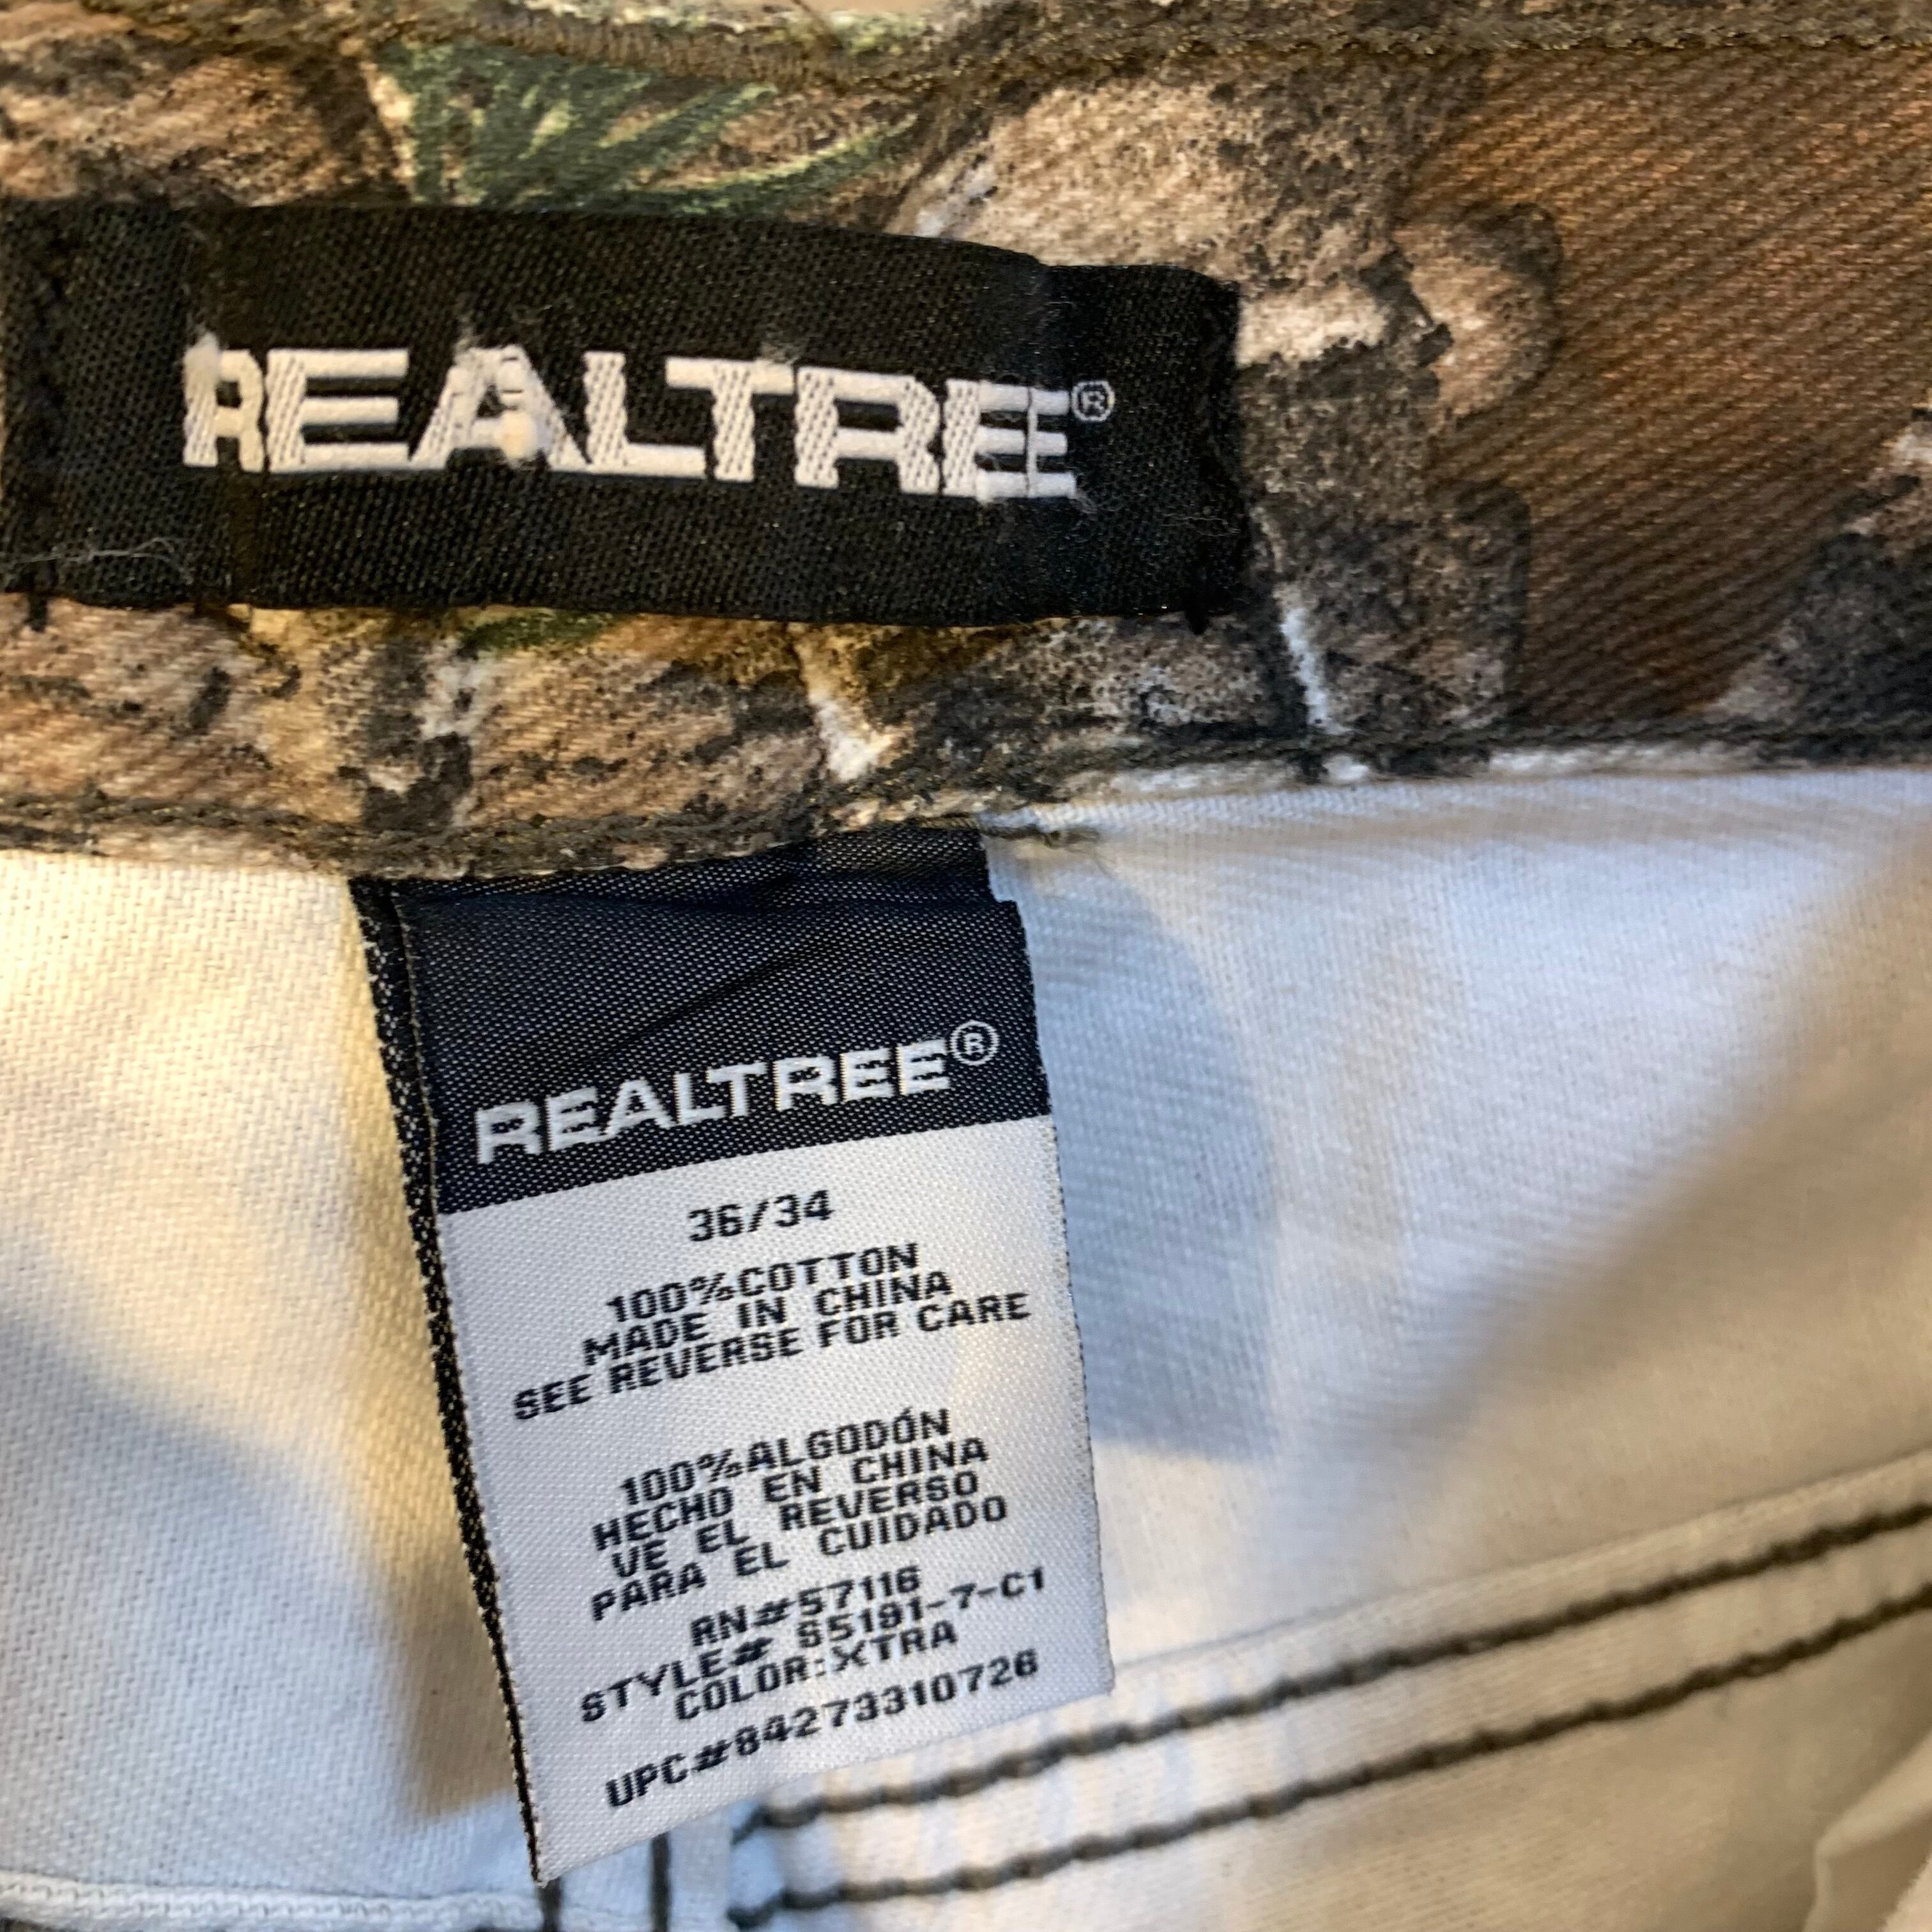 REALTREE®
REALTREE®
36/34
100%COTTON
MADE IN CHINA
SEE REVERSE FOR CARE
100%ALGODÓN
HECHO EN CHINA
VE EL REVERSO
PARA EL CUIDADO
RN#57116
STYLE# S5191-7-C1
COLOR:XTRA
UPC#84273310726